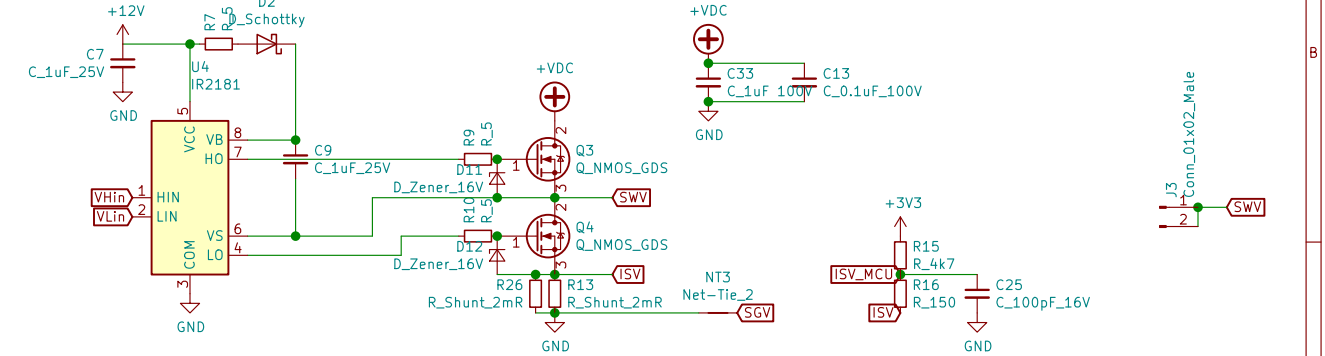 +12V
R7
R_5
D2
D_Schottky
C7
C_1uF_25V
GND
U4
IR2181
5
VCC
VB
8
HO
7
1
HIN
2
LIN
VHin
VLin
VS
6
LO
4
COM
3
GND
C9
C_1uF_25V
+VDC
R9
R_5
D11
D_Zener_16V
1
2
3
Q3
Q_NMOS_GDS
SWV
R10
R_5
D12
D_Zener_16V
1
2
3
Q4
Q_NMOS_GDS
ISV
R26
R_Shunt_2mR
R13
R_Shunt_2mR
GND
NT3
Net-Tie_2
SGV
+VDC
C33
C_1uF 100V
C13
C_0.1uF_100V
GND
+3V3
R15
R_4k7
ISV_MCU
R16
R_150
ISV
C25
C_100pF_16V
GND
J3
Conn_01x02_Male
1
2
SWV
B